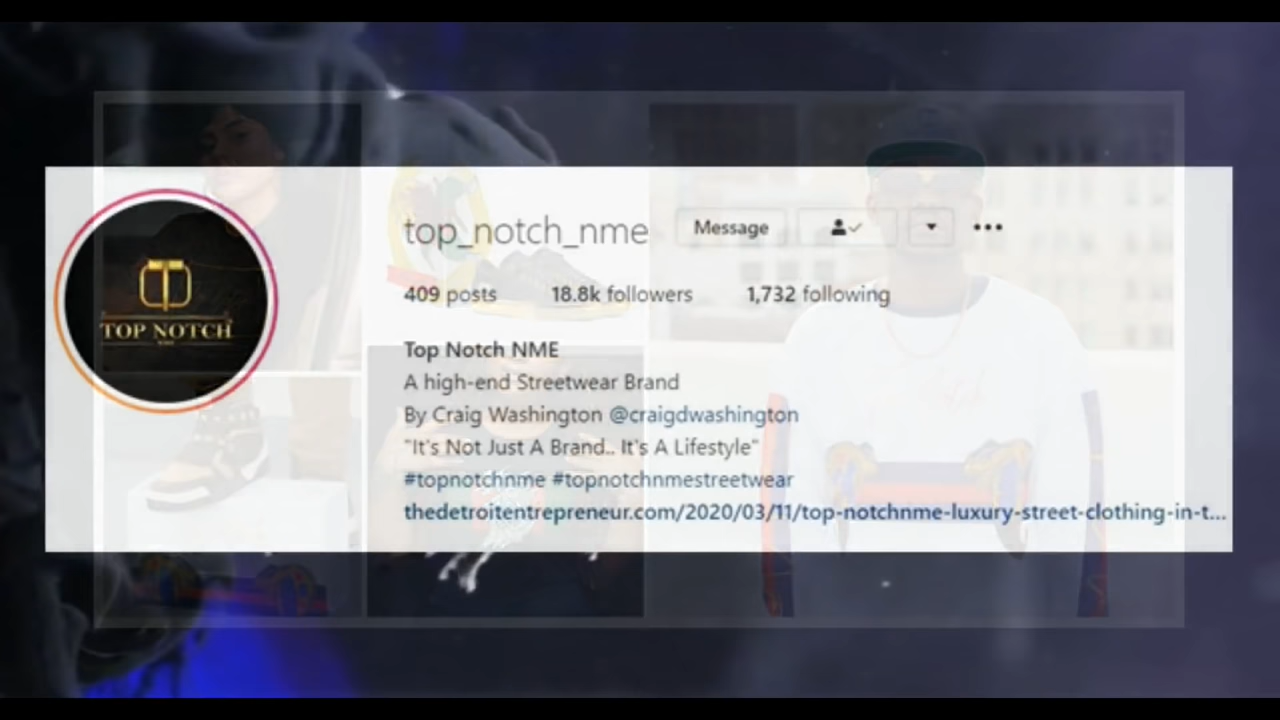 top_notch_nme Message
409 posts 18.8k followers 1,732 following
TOP NOTCH
Top Notch NME
A high-end Streetwear Brand
By Craig Washington @craigdwashington
"It's Not Just A Brand.. It's A Lifestyle"
#topnotchnme #topnotchnmestreetwear
thedetroitentrepreneur.com/2020/03/11/top-notchnme-luxury-street-clothing-in-t...